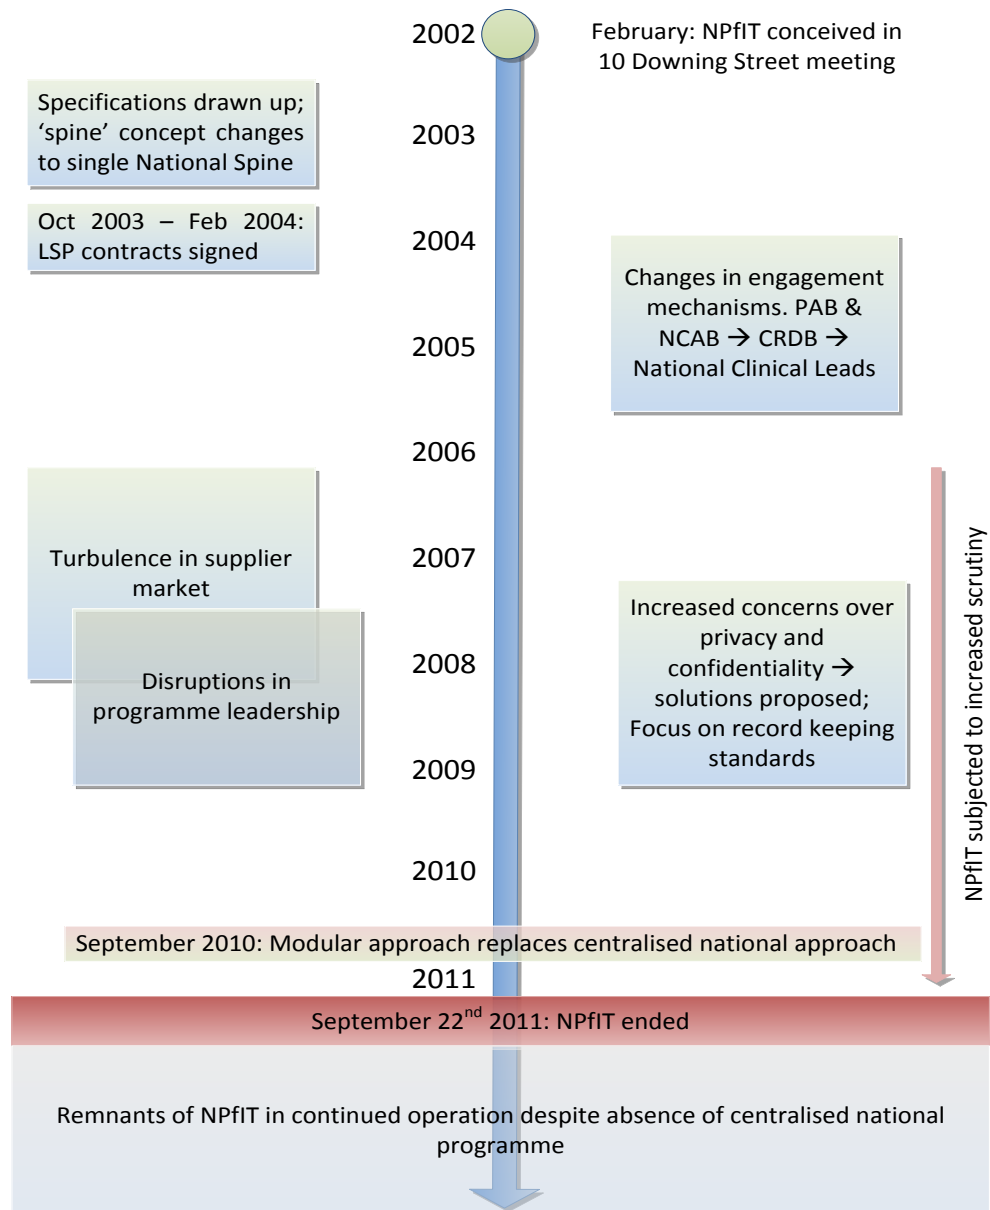 2002
February: NPfIT conceived in
10 Downing Street meeting
Specifications drawn up;
‘spine’ concept changes
to single National Spine
2003
Oct 2003 – Feb 2004:
LSP contracts signed
2004
Changes in engagement
mechanisms. PAB &
NCAB → CRDB →
National Clinical Leads
2005
2006
Turbulence in supplier
market
2007
Disruptions in
programme leadership
2008
Increased concerns over
privacy and
confidentiality →
solutions proposed;
Focus on record keeping
standards
2009
NPfIT subjected to increased scrutiny
2010
September 2010: Modular approach replaces centralised national approach
2011
September 22nd 2011: NPfIT ended
Remnants of NPfIT in continued operation despite absence of centralised national
programme